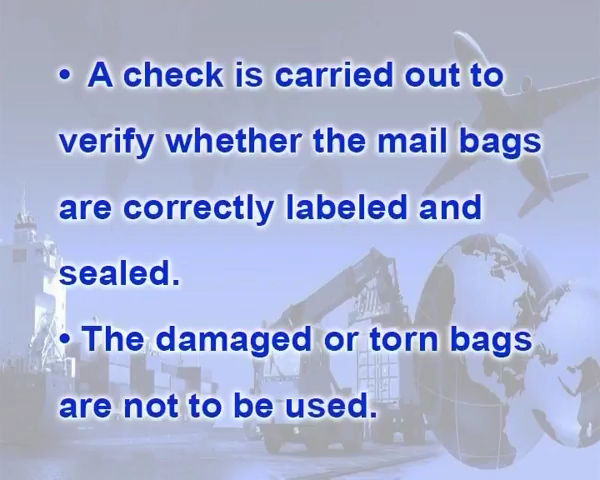 • A check is carried out to
verify whether the mail bags
are correctly labeled and
sealed.
• The damaged or torn bags
are not to be used.